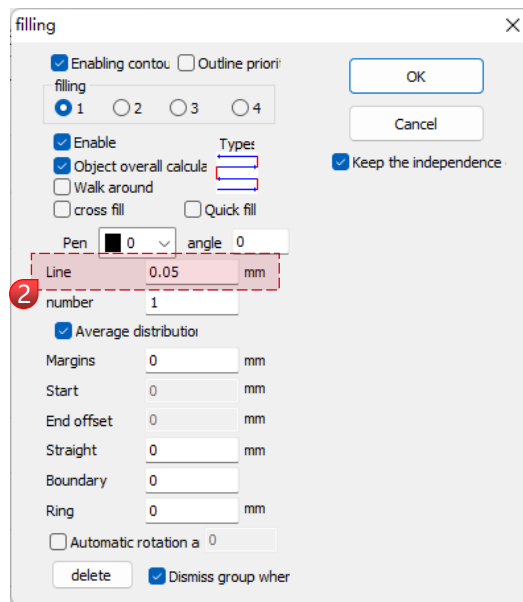 filling
Enabling contou Outline priorit
filling
1 2 3 4
OK
Enable Types
Cancel
Object overall calcula
Keep the independence
Walk around
cross fill Quick fill
Pen 0 angle 0
Line 0.05 mm
2
number 1
Average distribution
Margins 0 mm
Start 0 mm
End offset 0 mm
Straight 0 mm
Boundary 0
Ring 0 mm
Automatic rotation a 0
delete Dismiss group wher